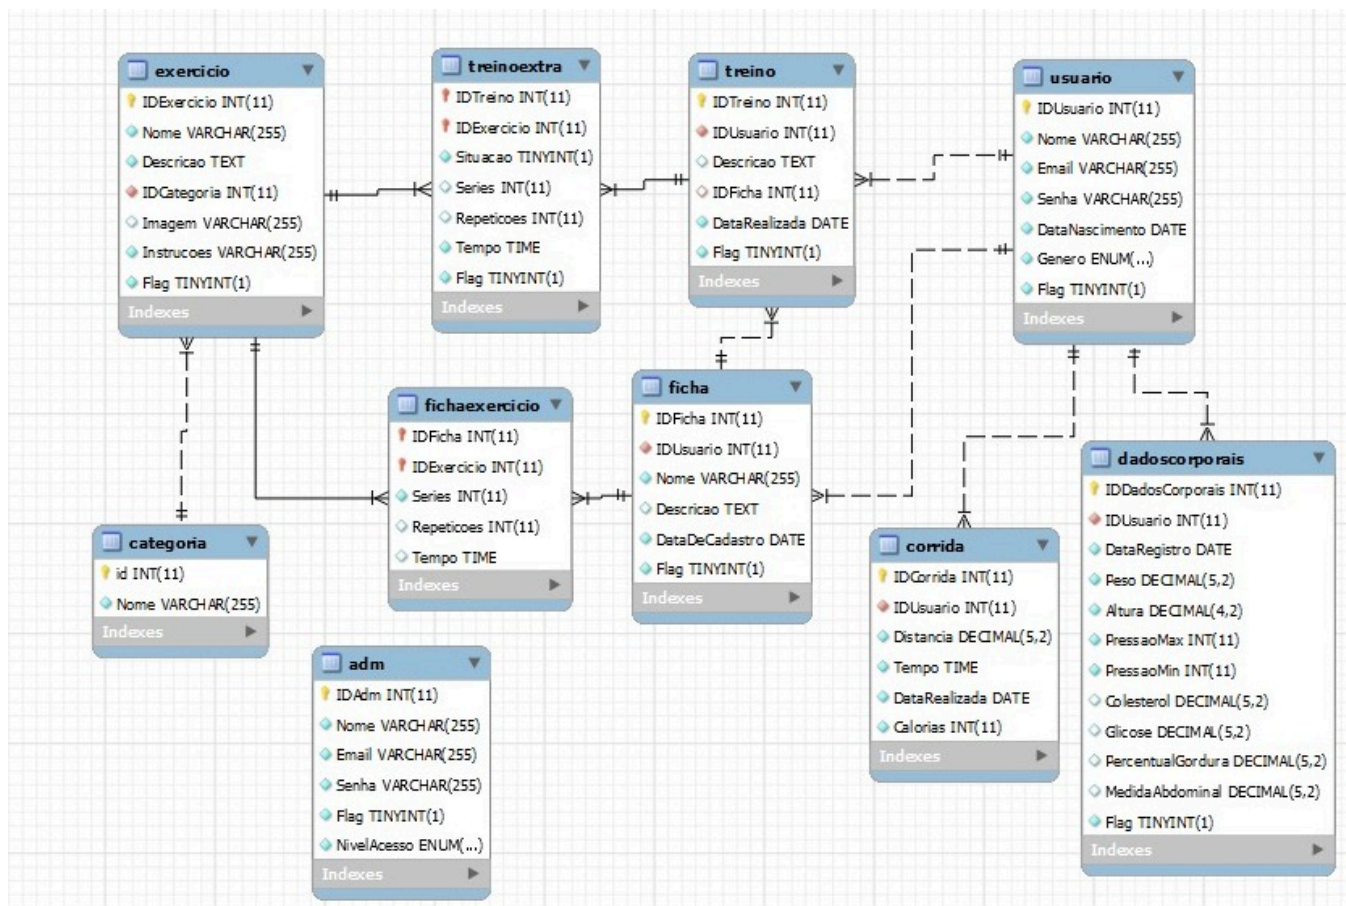 exercicio
IDExercicio INT(11)
Nome VARCHAR(255)
Descricao TEXT
IDCategoria INT(11)
Imagem VARCHAR(255)
Instrucoes VARCHAR(255)
Flag TINYINT(1)
Indexes
treinoextra
IDTreino INT(11)
IDExercicio INT(11)
Situacao TINYINT(1)
Series INT(11)
Repeticoes INT(11)
Tempo TIME
Flag TINYINT(1)
Indexes
treino
IDTreino INT(11)
IDUsuario INT(11)
Descricao TEXT
IDFicha INT(11)
DataRealizada DATE
Flag TINYINT(1)
Indexes
usuario
IDUsuario INT(11)
Nome VARCHAR(255)
Email VARCHAR(255)
Senha VARCHAR(255)
DataNascimento DATE
Genero ENUM(...)
Flag TINYINT(1)
Indexes
fichaexercicio
IDFicha INT(11)
IDExercicio INT(11)
Series INT(11)
Repeticoes INT(11)
Tempo TIME
Indexes
ficha
IDFicha INT(11)
IDUsuario INT(11)
Nome VARCHAR(255)
Descricao TEXT
DataDeCadastro DATE
Flag TINYINT(1)
Indexes
categoria
id INT(11)
Nome VARCHAR(255)
Indexes
corrida
IDCorrida INT(11)
IDUsuario INT(11)
Distancia DECIMAL(5,2)
Tempo TIME
DataRealizada DATE
Calorias INT(11)
Indexes
dadoscorporais
IDDadosCorporais INT(11)
IDUsuario INT(11)
DataRegistro DATE
Peso DECIMAL(5,2)
Altura DECIMAL(4,2)
PressaoMax INT(11)
PressaoMin INT(11)
Colesterol DECIMAL(5,2)
Glicose DECIMAL(5,2)
PercentualGordura DECIMAL(5,2)
MedidaAbdominal DECIMAL(5,2)
Flag TINYINT(1)
Indexes
adm
IDAdm INT(11)
Nome VARCHAR(255)
Email VARCHAR(255)
Senha VARCHAR(255)
Flag TINYINT(1)
NivelAcesso ENUM(...)
Indexes